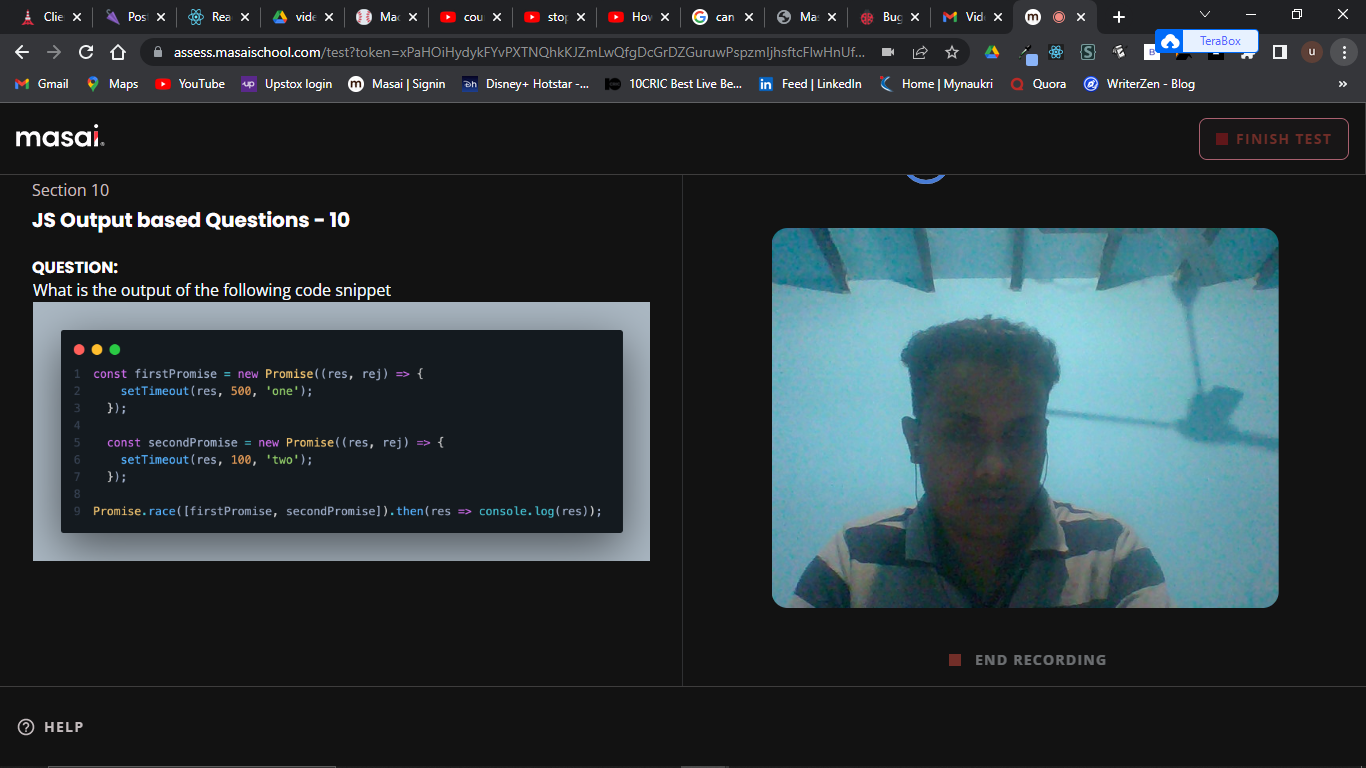 Clie
Post
Rea
vide
Mac
cou
stop
How
can
Mas
Bug
Vid
m
assess.masaischool.com/test?token=xPaHOiHydykFYvPXTNQhkKJZmLwQfgDcGrDZGuruwPspzmIjhsftcFlwHnUf...
TeraBox
u
Gmail
Maps
YouTube
up Upstox login
m Masai | Signin
Disney+ Hotstar -...
10CRIC Best Live Be...
in Feed | LinkedIn
Home | Mynaukri
Quora
WriterZen - Blog
»
masai.
FINISH TEST
Section 10
JS Output based Questions - 10
QUESTION:
What is the output of the following code snippet
1 const firstPromise = new Promise((res, rej) => {
2 setTimeout(res, 500, 'one');
3 });
4
5 const secondPromise = new Promise((res, rej) => {
6 setTimeout(res, 100, 'two');
7 });
8
9 Promise.race([firstPromise, secondPromise]).then(res => console.log(res));
END RECORDING
HELP